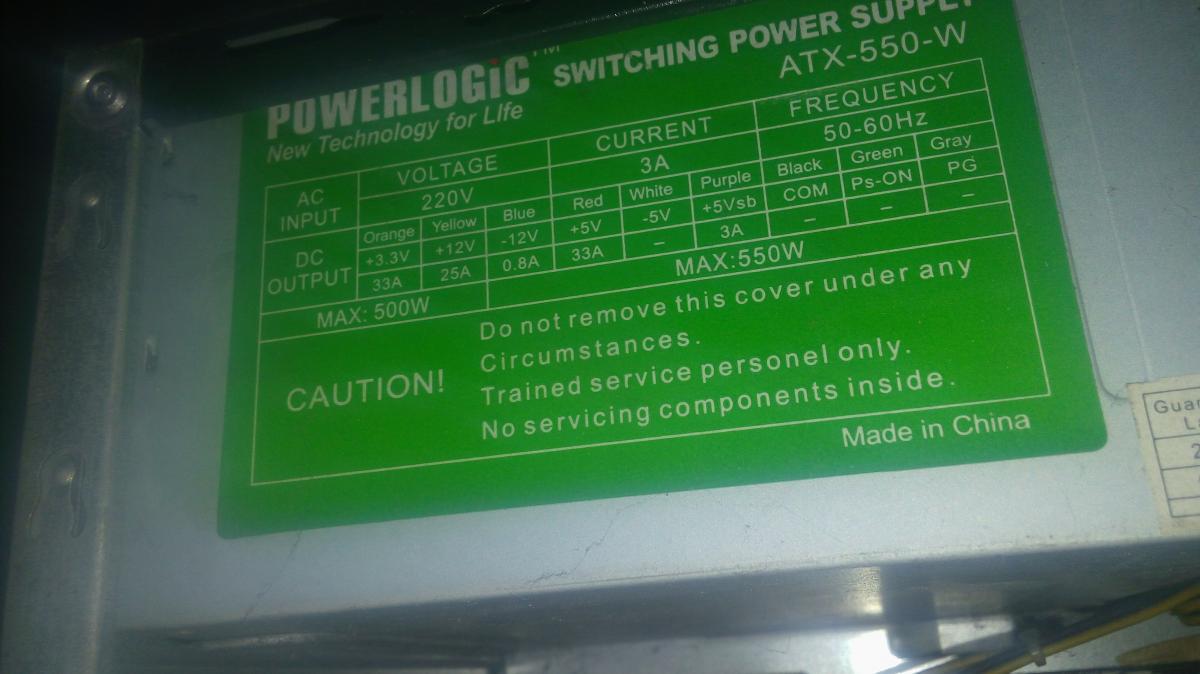 TM
POWERLOGiC SWITCHING POWER SUPPLY
New Technology for LIfe ATX-550-W
AC INPUT VOLTAGE CURRENT FREQUENCY
220V 3A 50-60Hz
DC OUTPUT Orange Yellow Blue Red White Purple Black Green Gray
+3.3V +12V -12V +5V -5V +5Vsb COM Ps-ON PG
33A 25A 0.8A 33A – 3A – – –
MAX: 500W MAX:550W
CAUTION!
Do not remove this cover under any
Circumstances.
Trained service personel only.
No servicing components inside.
Made in China